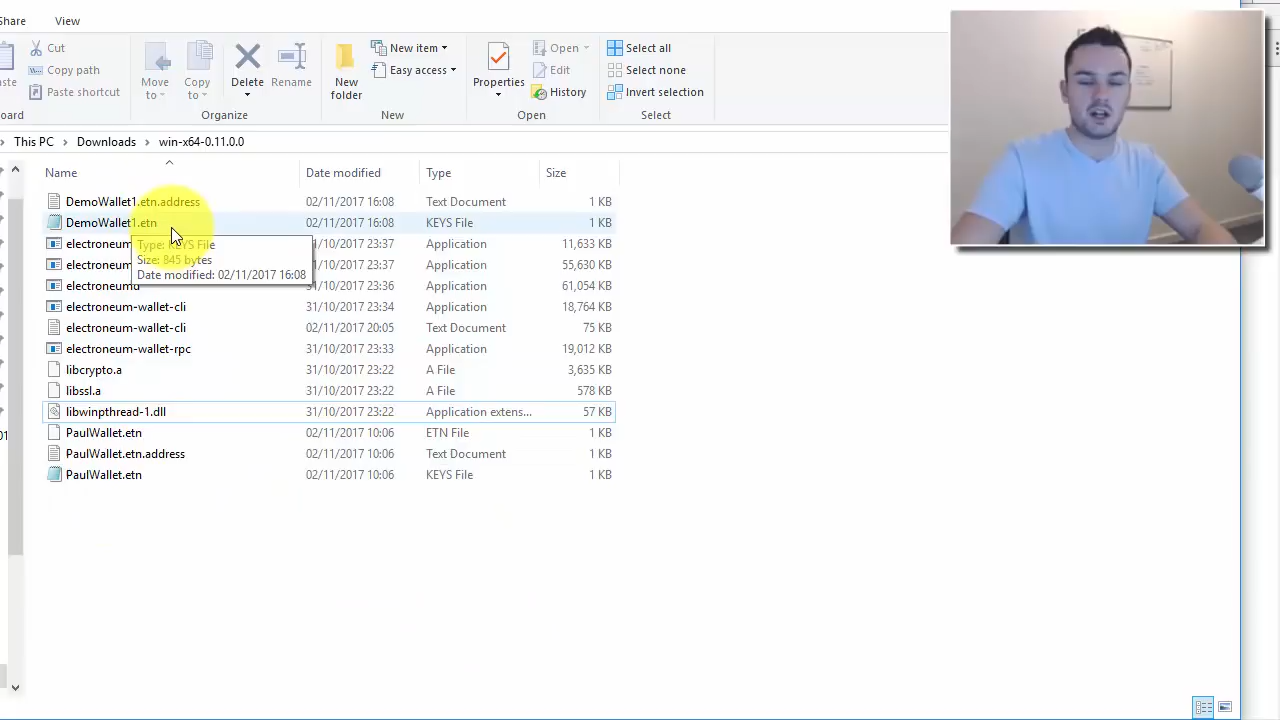 Share View
Cut
Copy path
Paste shortcut
Move to
Copy to
Delete
Rename
New folder
New item
Easy access
Properties
Open
Edit
History
Select all
Select none
Invert selection
Organize New Open Select
This PC > Downloads > win-x64-0.11.0.0
Name Date modified Type Size
DemoWallet1.etn.address 02/11/2017 16:08 Text Document 1 KB
DemoWallet1.etn 02/11/2017 16:08 KEYS File 1 KB
electroneum 1/10/2017 23:37 Application 11,633 KB
electroneum 1/10/2017 23:37 Application 55,630 KB
electroneumd 31/10/2017 23:36 Application 61,054 KB
Type: KEYS File
Size: 845 bytes
Date modified: 02/11/2017 16:08
electroneum-wallet-cli 31/10/2017 23:34 Application 18,764 KB
electroneum-wallet-cli 02/11/2017 20:05 Text Document 75 KB
electroneum-wallet-rpc 31/10/2017 23:33 Application 19,012 KB
libcrypto.a 31/10/2017 23:22 A File 3,635 KB
libssl.a 31/10/2017 23:22 A File 578 KB
libwinpthread-1.dll 31/10/2017 23:22 Application extens... 57 KB
PaulWallet.etn 02/11/2017 10:06 ETN File 1 KB
PaulWallet.etn.address 02/11/2017 10:06 Text Document 1 KB
PaulWallet.etn 02/11/2017 10:06 KEYS File 1 KB